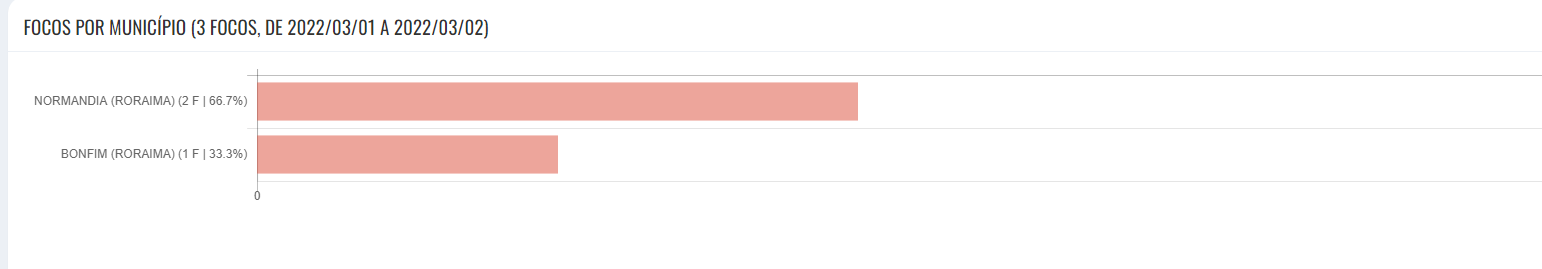 FOCOS POR MUNICÍPIO (3 FOCOS, DE 2022/03/01 A 2022/03/02)
NORMANDIA (RORAIMA) (2 F | 66.7%)
BONFIM (RORAIMA) (1 F | 33.3%)
0